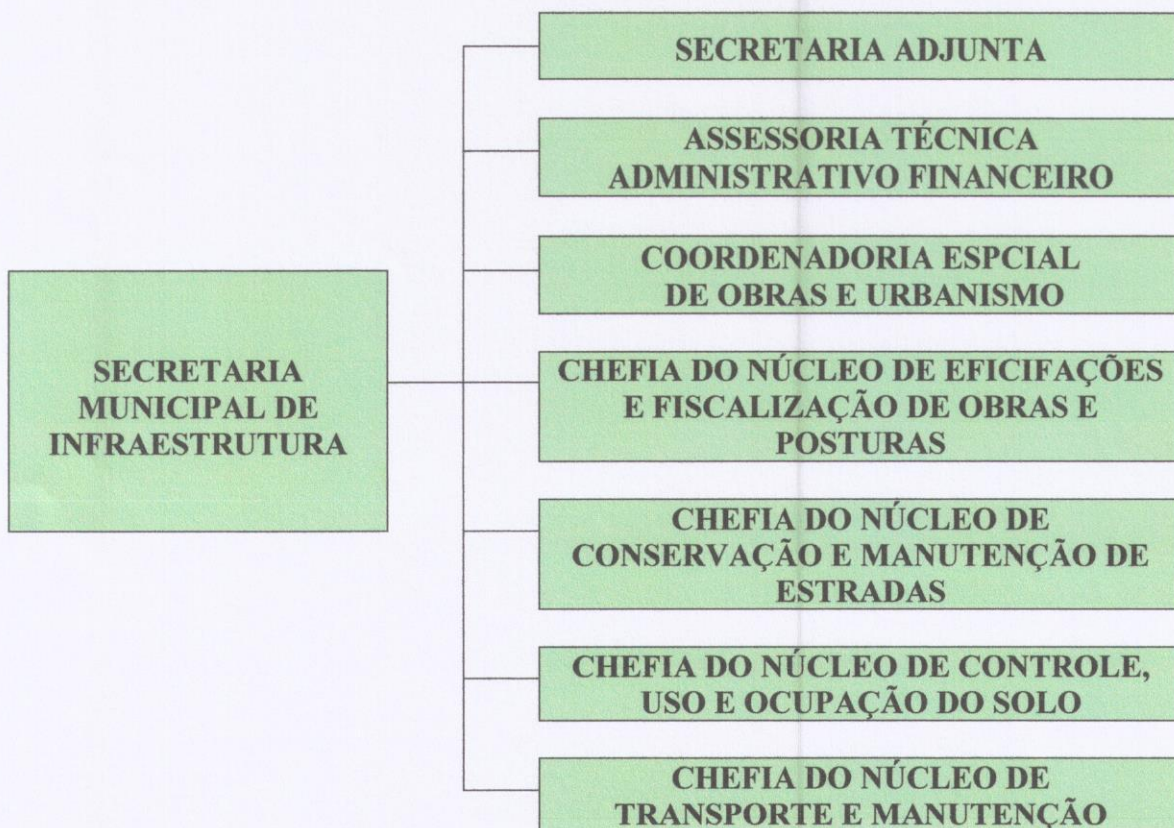 SECRETARIA MUNICIPAL DE INFRAESTRUTURA
SECRETARIA ADJUNTA
ASSESSORIA TÉCNICA
ADMINISTRATIVO FINANCEIRO
COORDENADORIA ESPCIAL
DE OBRAS E URBANISMO
CHEFIA DO NÚCLEO DE EFICIFAÇÕES
E FISCALIZAÇÃO DE OBRAS E
POSTURAS
CHEFIA DO NÚCLEO DE
CONSERVAÇÃO E MANUTENÇÃO DE
ESTRADAS
CHEFIA DO NÚCLEO DE CONTROLE,
USO E OCUPAÇÃO DO SOLO
CHEFIA DO NÚCLEO DE
TRANSPORTE E MANUTENÇÃO